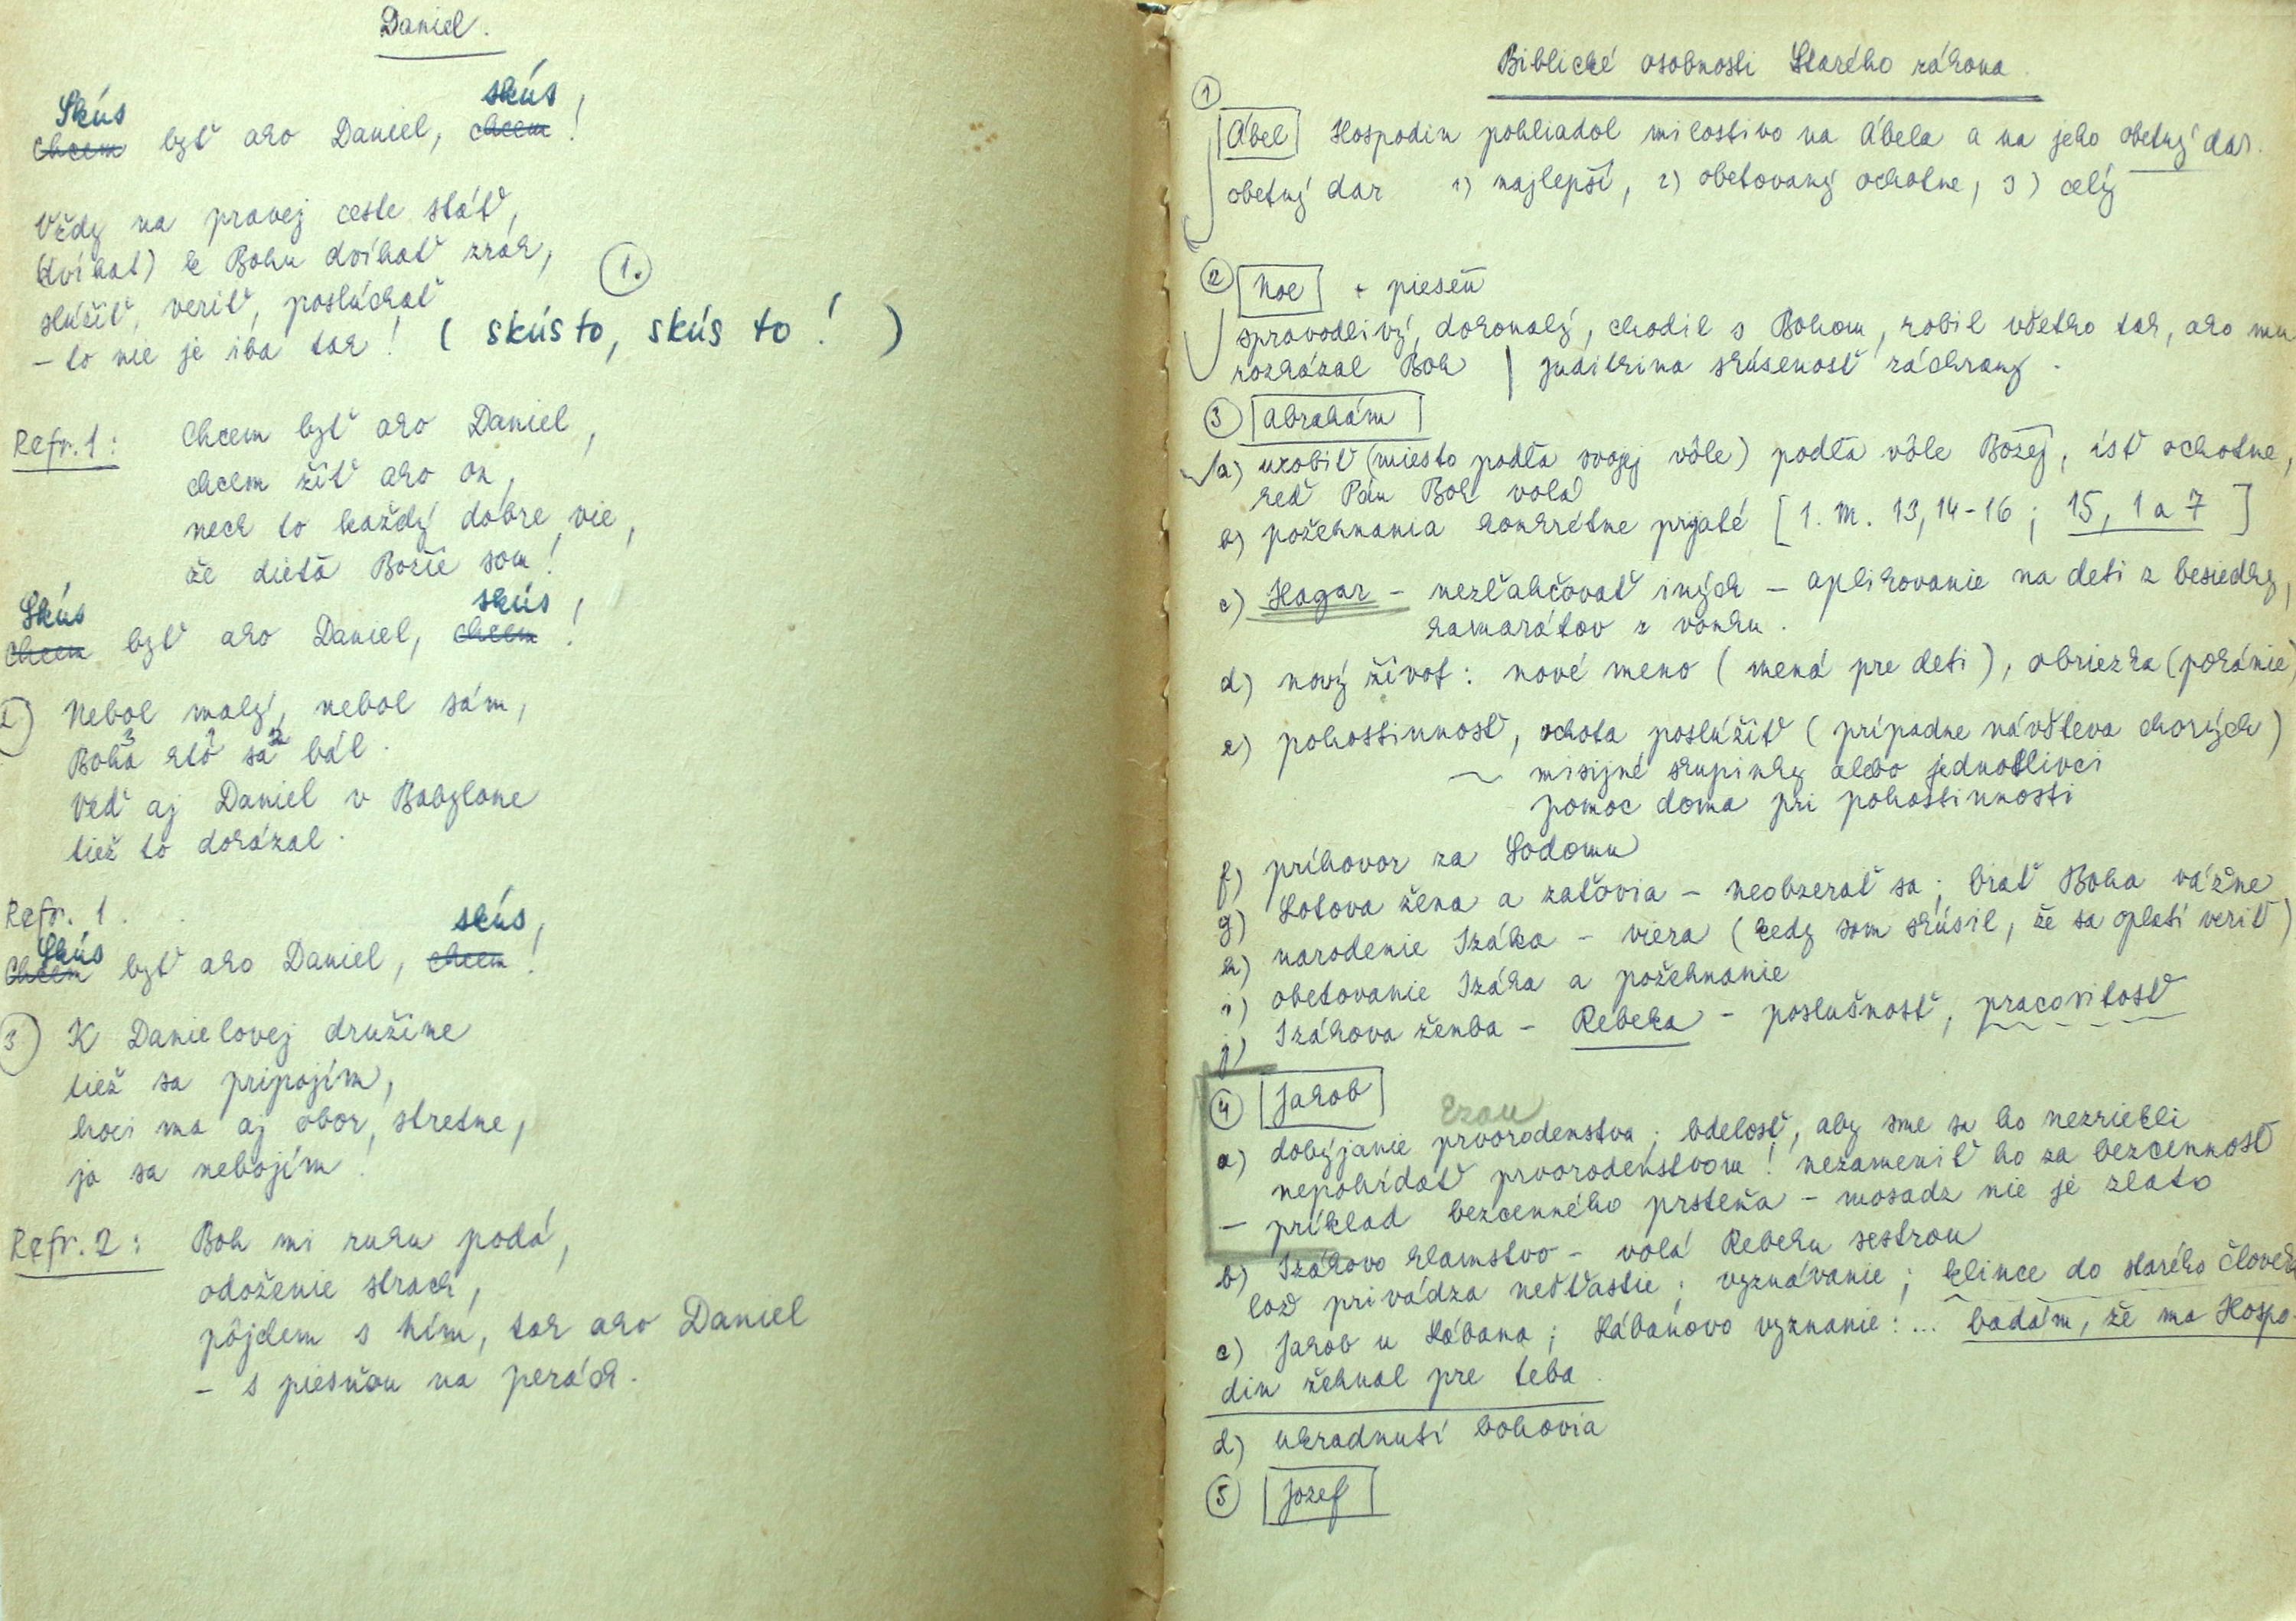 Daniel.
Skús skús,
chcem byť ako Daniel, chcem!
Vždy na pravej ceste stáť,
(dvíhať) k Bohu dvíhať zrak,
slúžiť, veriť, poslúchať
1.
– to nie je iba tak! ( skús to, skús to! )
Refr. 1: Chcem byť ako Daniel,
chcem žiť ako on,
nech to každý dobre vie,
že dieťa Božie som!
Skús skús,
Chcem byť ako Daniel, chcem!
2) Nebol malý, nebol sám,
3 1 2
Boha kto sa bál.
Veď aj Daniel v Babylone
tiež to dokázal.
Refr. 1.
Skús skús,
Chcem byť ako Daniel, chcem!
3) K Danielovej družine
tiež sa pripojím,
hoci ma aj obor stretne,
ja sa nebojím!
Refr. 2: Boh mi ruku podá,
odoženie strach,
pôjdem s Ním, tak ako Daniel
– s piesňou na perách.
Biblické osobnosti Starého zákona
1
Ábel Hospodin pohliadol milostivo na Ábela a na jeho obetný dar.
obetný dar 1) najlepší, 2) obetovaný ochotne, 3) celý
2 Noe + pieseň
spravodlivý, dokonalý, chodil s Bohom, robil všetko tak, ako mu
rozkázal Boh | Juditkina skúsenosť záchrany.
3 Abrahám
a) urobiť (miesto podľa svojej vôle) podľa vôle Božej, ísť ochotne,
keď Pán Boh volá
b) požehnania konkrétne prijaté [ 1. M. 13, 14-16 ; 15, 1 a 7 ]
c) Hagar – nezľahčovať iných – aplikovanie na deti z besiedky,
kamarátov z vonku.
d) nový život: nové meno ( mená pre deti ), obriezka (pokánie)
e) pohostinnosť, ochota poslúžiť ( prípadne návšteva chorých )
~ misijné skupinky alebo jednotlivci
pomoc doma pri pohostinnosti
f) príhovor za Sodomu
g) Lotova žena a zaťovia – neobzerať sa; brať Boha vážne
h) narodenie Izáka – viera (kedy som skúsil, že sa oplatí veriť)
i) obetovanie Izáka a požehnanie
j) Izákova ženba – Rebeka – poslušnosť, pracovitosť
4 Jakob
Ezau
a) dobýjanie prvorodenstva; bdelosť, aby sme sa ho nezriekli
nepohŕdať prvorodenstvom! nezameniť ho za bezcennosť
– príklad bezcenného prsteňa – mosadz nie je zlato
b) Izákovo klamstvo – volá Rebeku sestrou
lož privádza nešťastie; vyznávanie; klince do starého človeka
c) Jakob u Lábana; Lábanovo vyznanie: ... badám, že ma Hospo-
din žehnal pre teba.
d) ukradnutí bohovia
5 Jozef